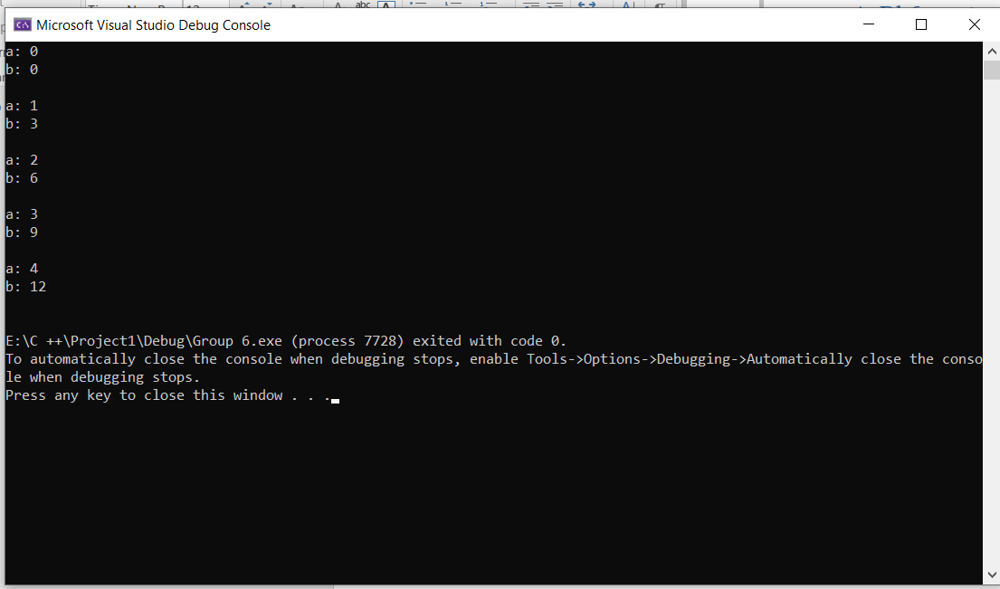 Microsoft Visual Studio Debug Console
a: 0
b: 0
a: 1
b: 3
a: 2
b: 6
a: 3
b: 9
a: 4
b: 12
E:\C ++\Project1\Debug\Group 6.exe (process 7728) exited with code 0.
To automatically close the console when debugging stops, enable Tools->Options->Debugging->Automatically close the conso
le when debugging stops.
Press any key to close this window . . .